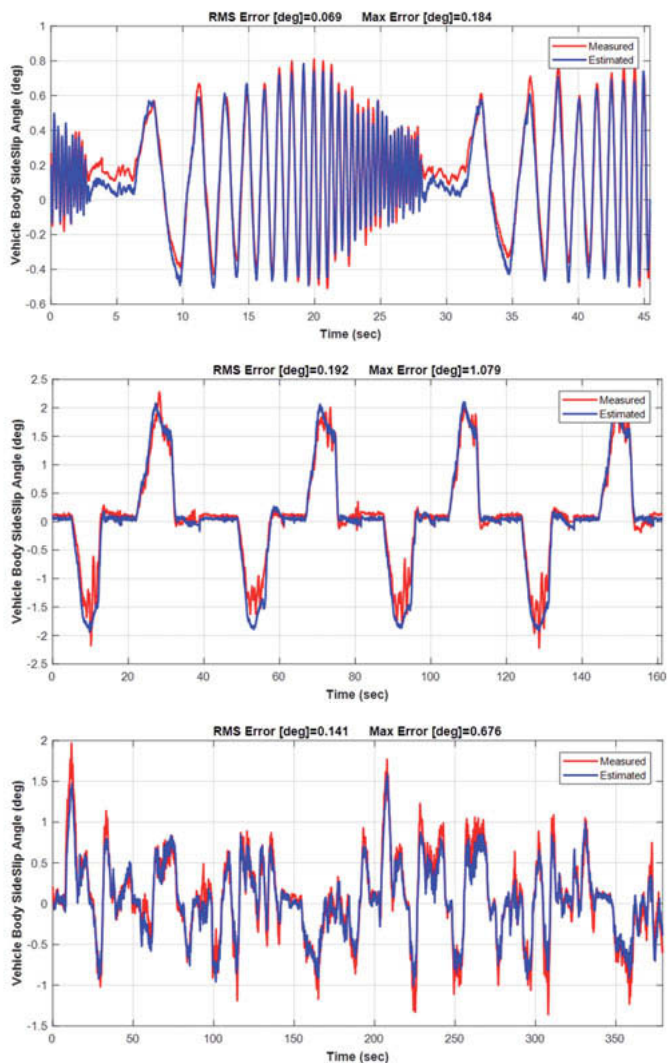 RMS Error [deg]=0.069 Max Error [deg]=0.184
Vehicle Body SideSlip Angle (deg)
1
0.8
0.6
0.4
0.2
0
-0.2
-0.4
-0.6
Measured
Estimated
0 5 10 15 20 25 30 35 40 45
Time (sec)
RMS Error [deg]=0.192 Max Error [deg]=1.079
Vehicle Body SideSlip Angle (deg)
2.5
2
1.5
1
0.5
0
-0.5
-1
-1.5
-2
-2.5
Measured
Estimated
0 20 40 60 80 100 120 140 160
Time (sec)
RMS Error [deg]=0.141 Max Error [deg]=0.676
Vehicle Body SideSlip Angle (deg)
2
1.5
1
0.5
0
-0.5
-1
-1.5
Measured
Estimated
0 50 100 150 200 250 300 350
Time (sec)